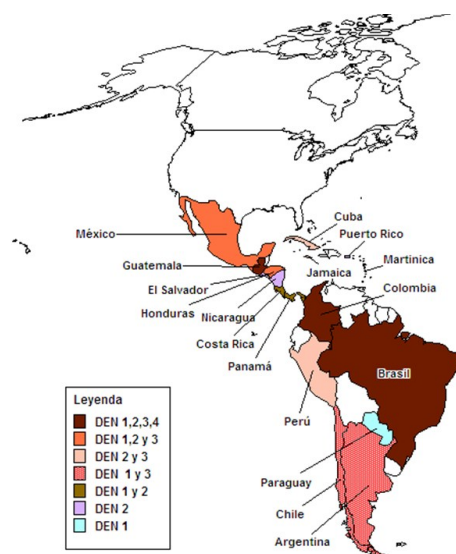 Cuba
Puerto Rico
México
Martinica
Guatemala
Jamaica
Colombia
El Salvador
Honduras
Nicaragua
Costa Rica
Panamá
Brasil
Perú
Leyenda
DEN 1,2,3,4
DEN 1,2 y 3
DEN 2 y 3
DEN 1 y 3
DEN 1 y 2
DEN 2
DEN 1
Paraguay
Chile
Argentina